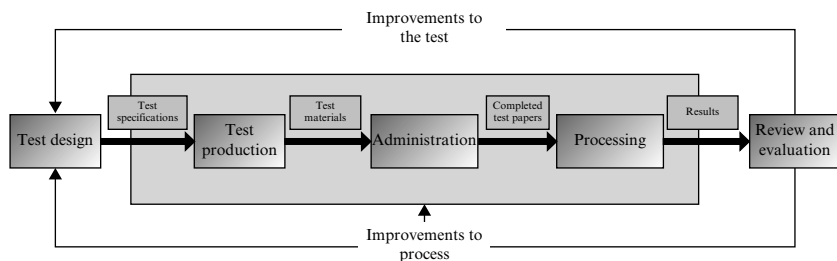 Improvements to
the test
Test
specifications
Test
materials
Completed
test papers
Results
Test design
Test
production
Administration
Processing
Review and
evaluation
Improvements to
process